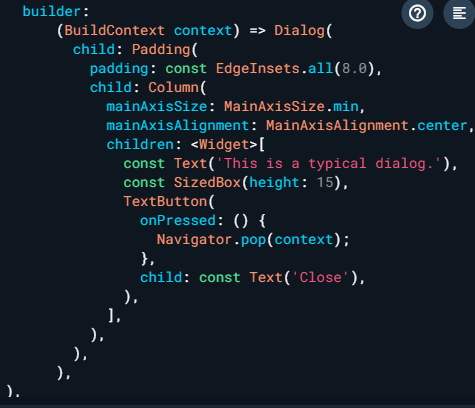 builder:
(BuildContext context) => Dialog(
child: Padding(
padding: const EdgeInsets.all(8.0),
child: Column(
mainAxisSize: MainAxisSize.min,
mainAxisAlignment: MainAxisAlignment.center,
children: <Widget>[
const Text('This is a typical dialog.'),
const SizedBox(height: 15),
TextButton(
onPressed: () {
Navigator.pop(context);
},
child: const Text('Close'),
),
],
),
),
),
),